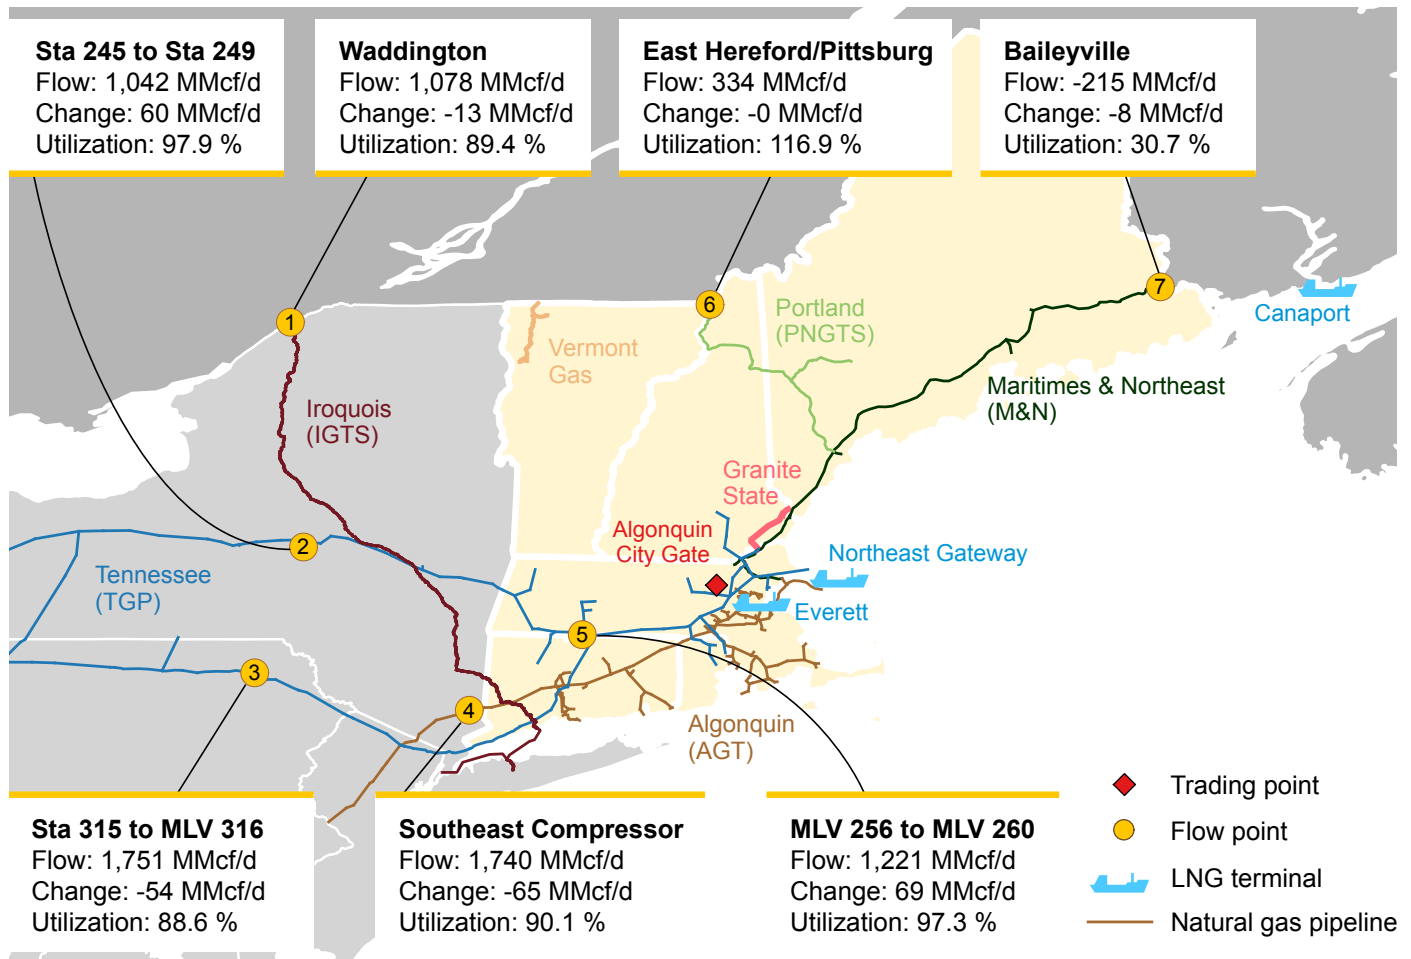 Sta 245 to Sta 249
Flow: 1,042 MMcf/d
Change: 60 MMcf/d
Utilization: 97.9 %
Waddington
Flow: 1,078 MMcf/d
Change: -13 MMcf/d
Utilization: 89.4 %
East Hereford/Pittsburg
Flow: 334 MMcf/d
Change: -0 MMcf/d
Utilization: 116.9 %
Baileyville
Flow: -215 MMcf/d
Change: -8 MMcf/d
Utilization: 30.7 %
1
6
7
Portland
(PNGTS)
Canaport
Vermont
Gas
Maritimes & Northeast
(M&N)
Iroquois
(IGTS)
Granite
State
Algonquin
City Gate
2
Northeast Gateway
Tennessee
(TGP)
Everett
5
3
4
Algonquin
(AGT)
Sta 315 to MLV 316
Flow: 1,751 MMcf/d
Change: -54 MMcf/d
Utilization: 88.6 %
Southeast Compressor
Flow: 1,740 MMcf/d
Change: -65 MMcf/d
Utilization: 90.1 %
MLV 256 to MLV 260
Flow: 1,221 MMcf/d
Change: 69 MMcf/d
Utilization: 97.3 %
Trading point
Flow point
LNG terminal
Natural gas pipeline